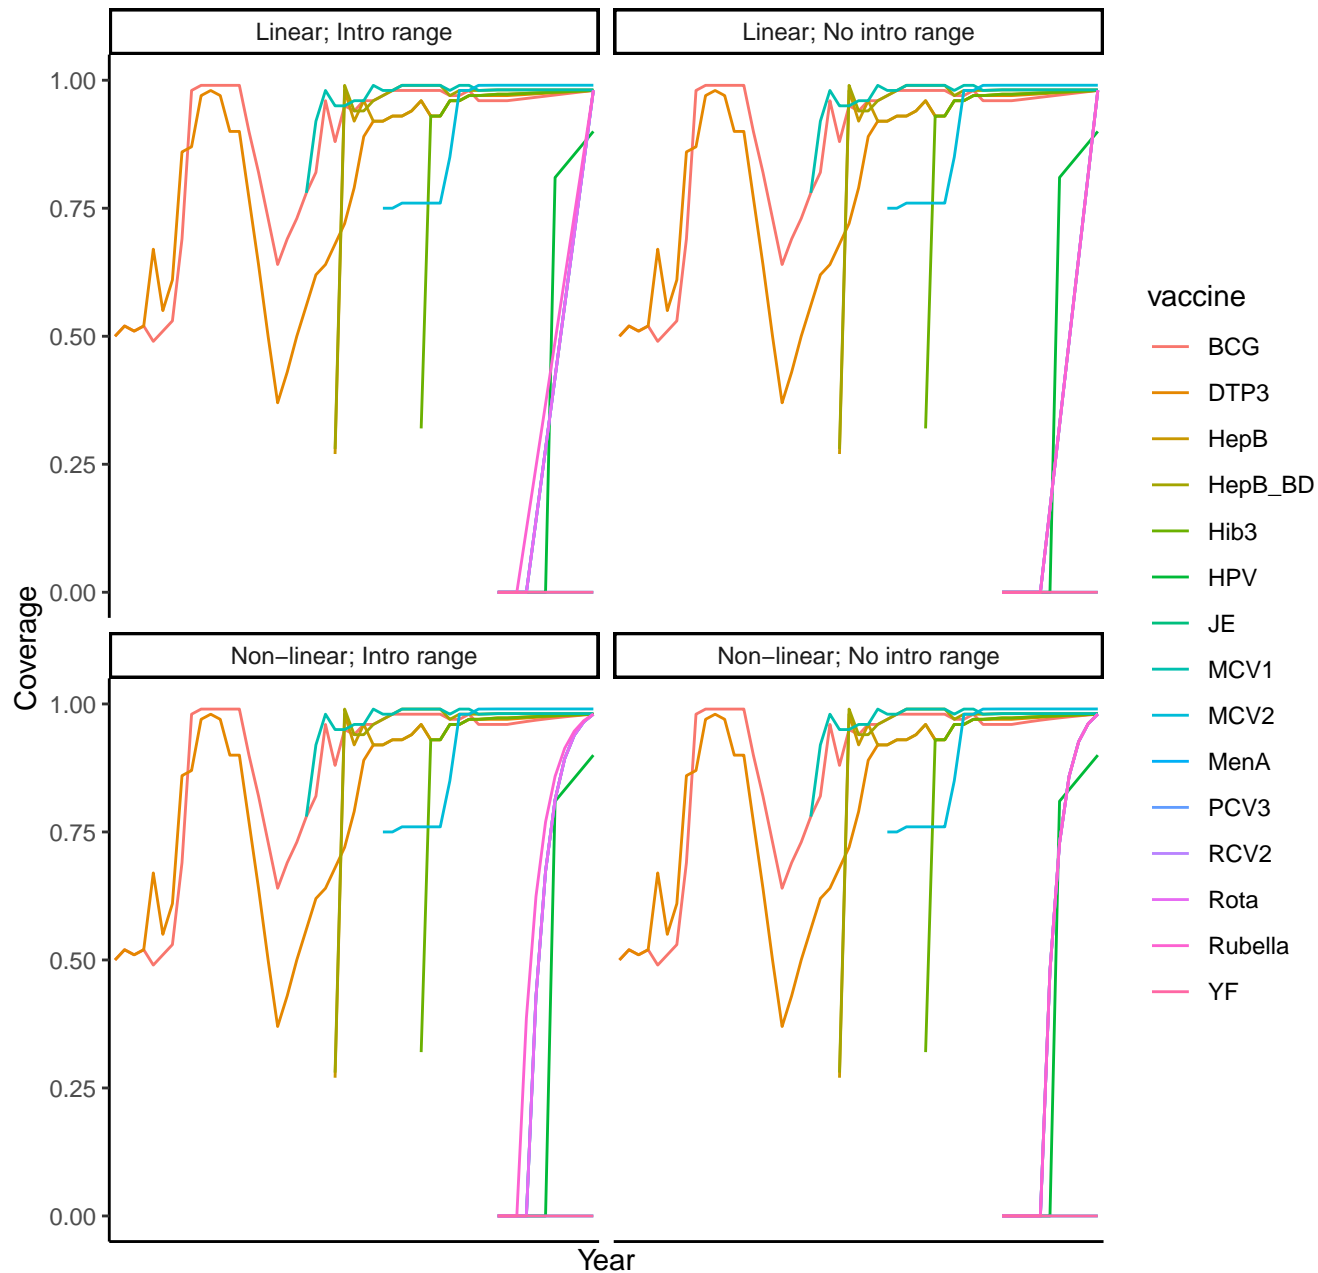 Linear; Intro range
Linear; No intro range
1.00
0.75
0.50
0.25
0.00
Non−linear; Intro range
Non−linear; No intro range
1.00
0.75
0.50
0.25
0.00
Coverage
Year
vaccine
BCG
DTP3
HepB
HepB_BD
Hib3
HPV
JE
MCV1
MCV2
MenA
PCV3
RCV2
Rota
Rubella
YF